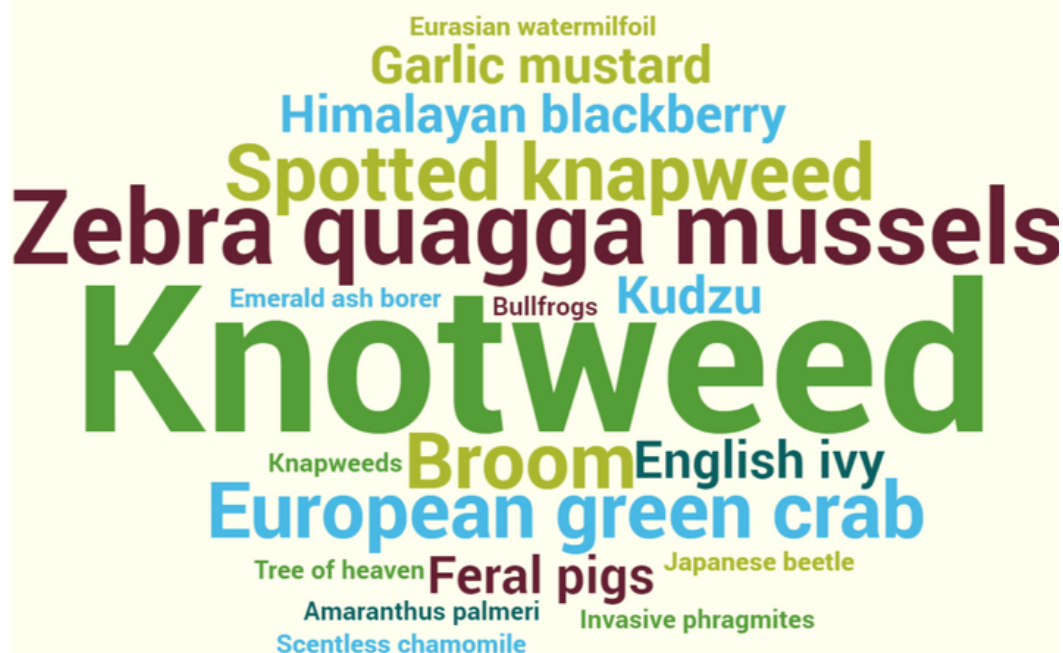 Eurasian watermilfoil
Garlic mustard
Himalayan blackberry
Spotted knapweed
Zebra quagga mussels
Emerald ash borer
Bullfrogs
Kudzu
Knotweed
Knapweeds
Broom
English ivy
European green crab
Tree of heaven
Feral pigs
Japanese beetle
Amaranthus palmeri
Invasive phragmites
Scentless chamomile